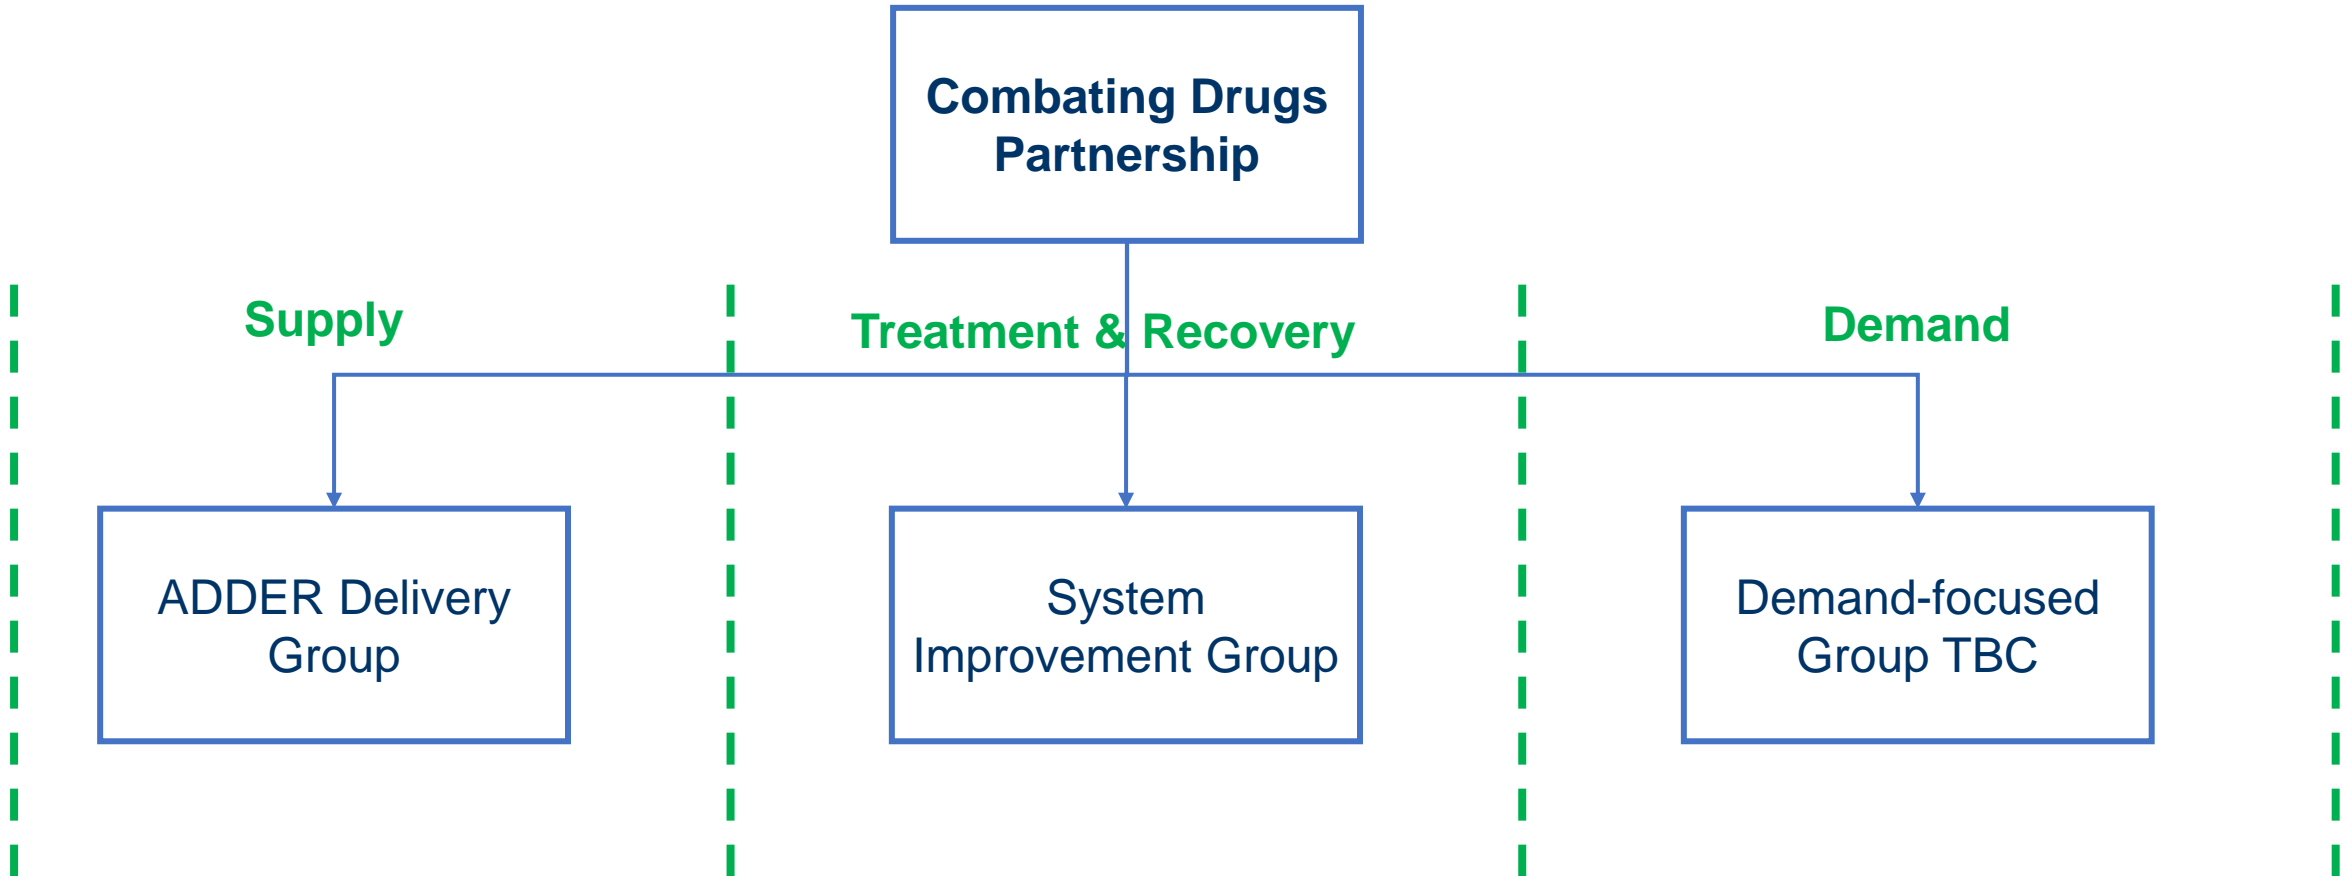 Combating Drugs
Partnership
Supply
Treatment & Recovery
Demand
ADDER Delivery
Group
System
Improvement Group
Demand-focused
Group TBC